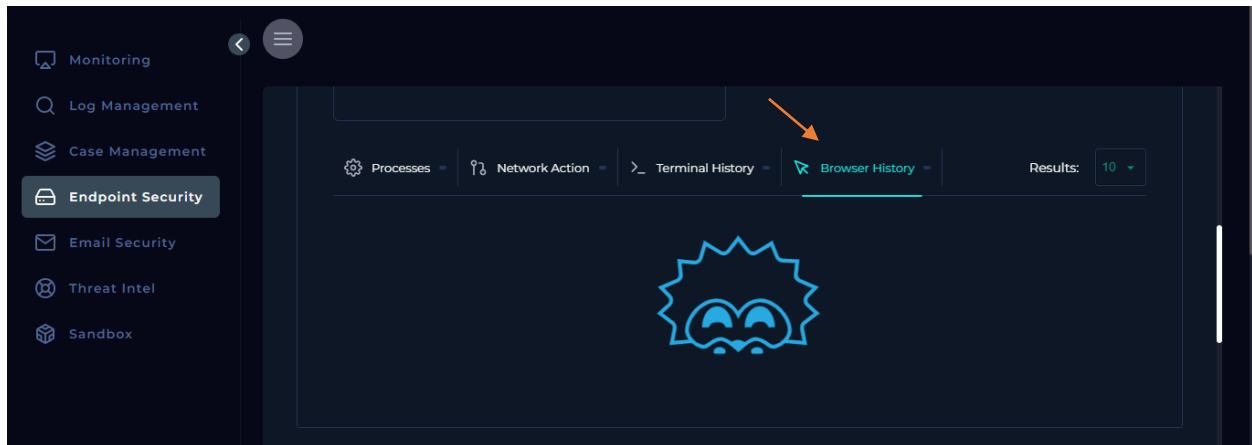 Monitoring
Log Management
Case Management
Endpoint Security
Email Security
Threat Intel
Sandbox
Processes - Network Action - Terminal History - Browser History - Results: 10